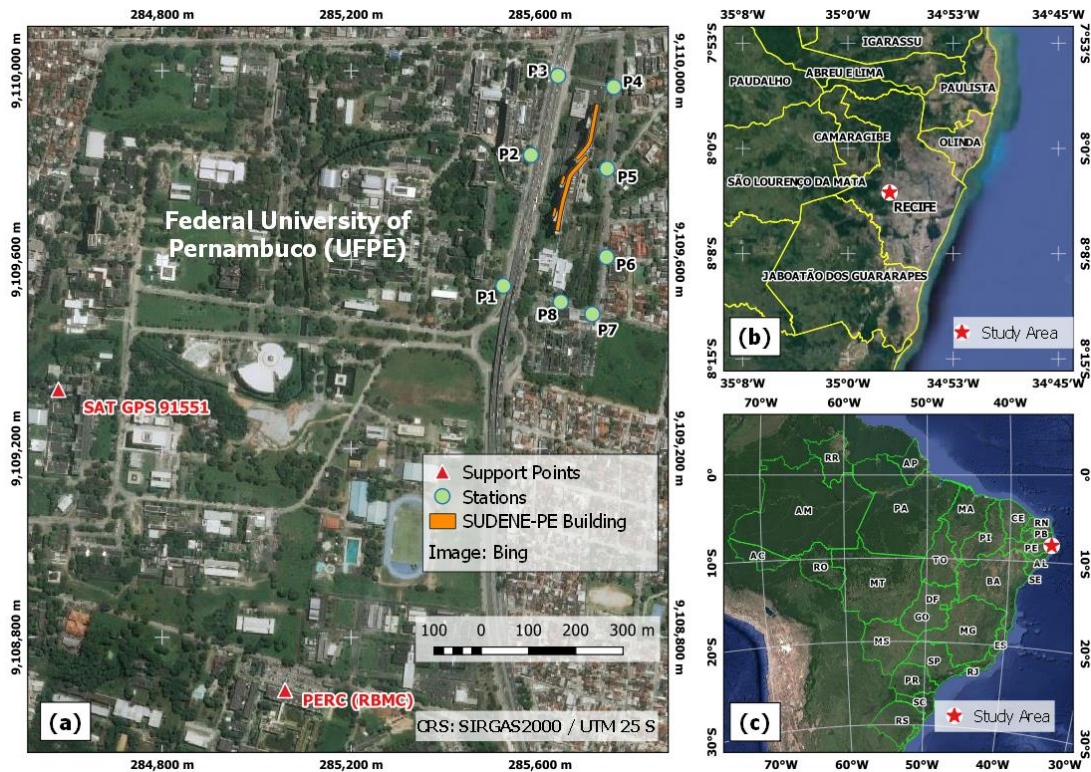 284,800 m
285,200 m
285,600 m
9,110,000 m
9,109,600 m
9,109,200 m
9,110,000 m
9,109,600 m
9,109,200 m
9,108,800 m
P3
P4
P2
P5
Federal University of
Pernambuco (UFPE)
P6
P1
P8
P7
SAT GPS 91551
Support Points
Stations
SUDENE-PE Building
Image: Bing
100 0 100 200 300 m
PERC (RBMC)
(a)
CRS: SIRGAS2000 / UTM 25 S
284,800 m
285,200 m
285,600 m
35°8'W
35°0'W
34°53'W
34°45'W
7°53'S
8°0'S
8°8'S
8°15'S
7°53'S
8°0'S
8°8'S
8°15'S
IGARASSU
ABREU E LIMA
PAUDALHO
PAULISTA
CAMARAGIBE
OLINDA
SÃO LOURENÇO DA MATA
RECIFE
JABOATÃO DOS GUARARAPES
(b)
Study Area
35°8'W
35°0'W
34°53'W
34°45'W
70°W
60°W
50°W
40°W
0°
10°S
20°S
30°S
0°
10°S
20°S
30°S
RR
AP
AM
PA
MA
CE
RN
PB
PI
PE
AC
AL
TO
RO
SE
BA
MT
DF
GO
MG
MS
ES
SP
RJ
PR
SC
RS
(c)
Study Area
70°W
60°W
50°W
40°W